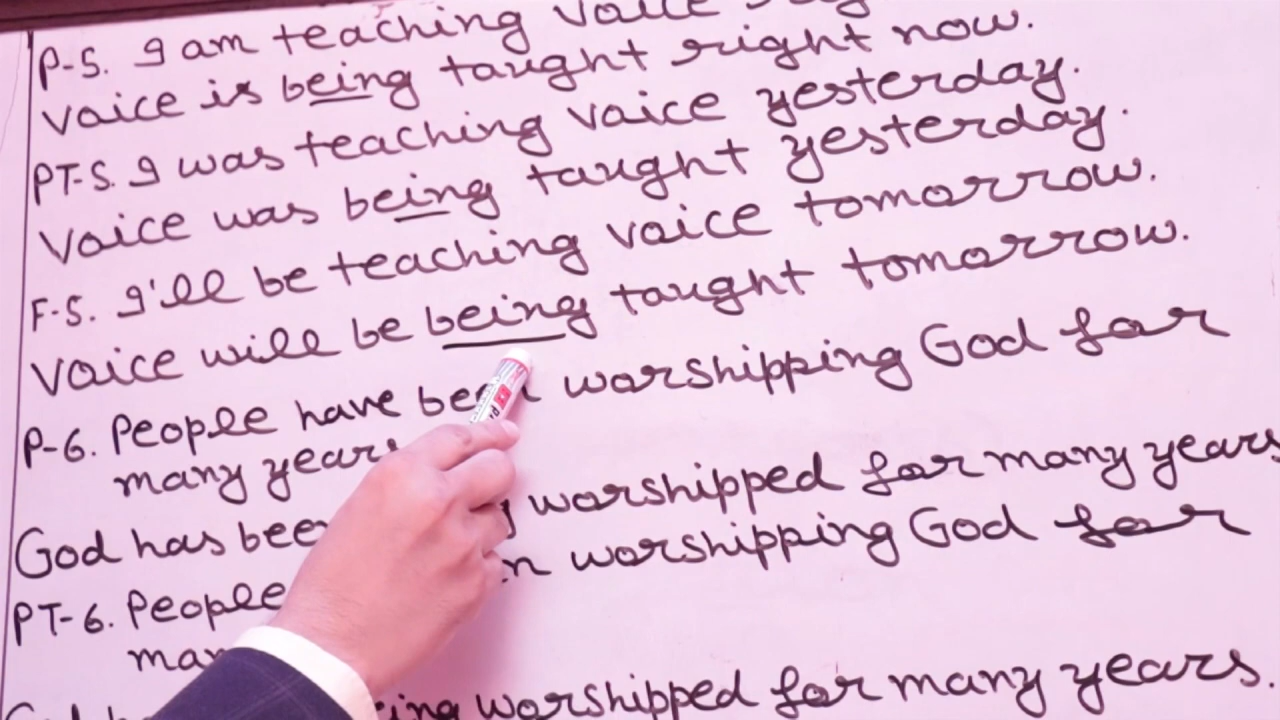 P-S. I am teaching voice
voice is being taught right now.
PT-S. I was teaching voice yesterday.
Voice was being taught yesterday.
F-S. I'll be teaching voice tomorrow.
Voice will be being taught tomorrow.
P-6. People have been worshipping God for
many years
God has been worshipped for many years
PT-6. People worshipping God for
worshipped for many years.